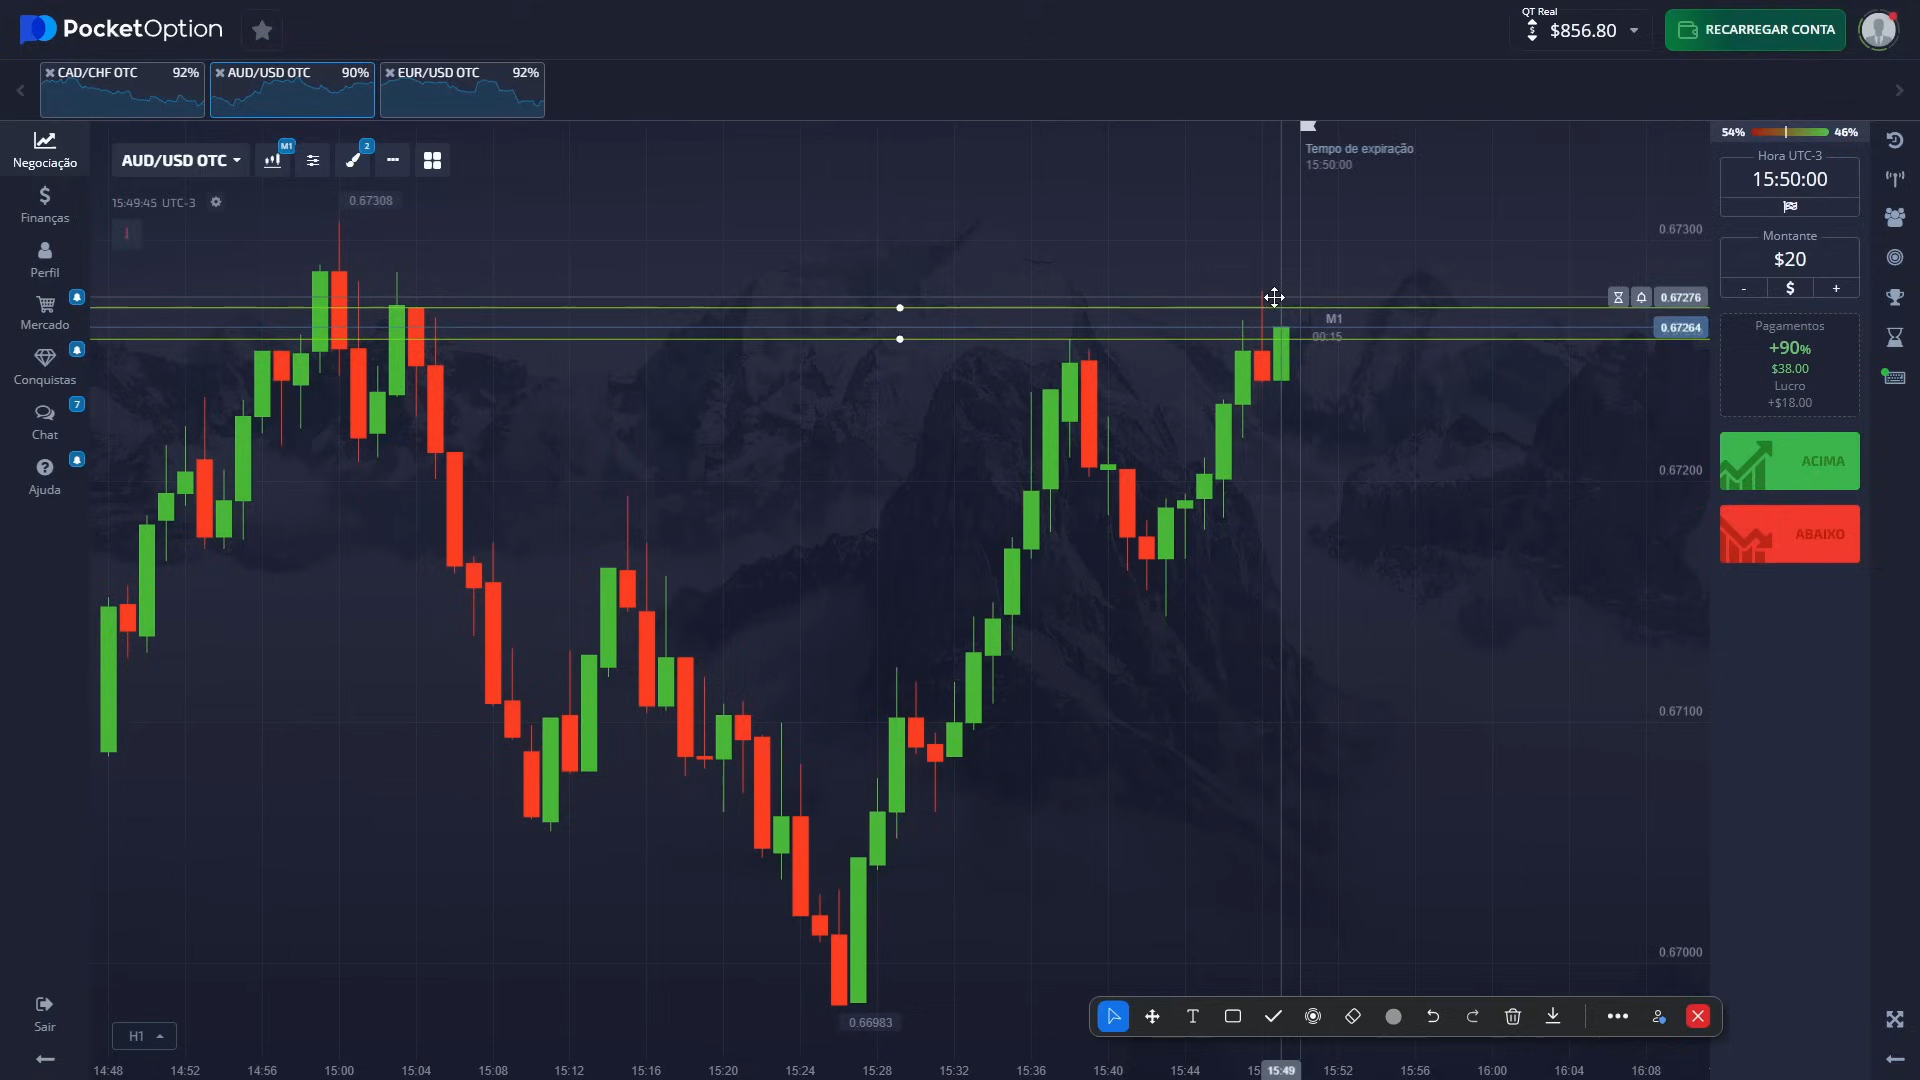 PocketOption
QT Real
$856.80
RECARREGAR CONTA
CAD/CHF OTC 92%
AUD/USD OTC 90%
EUR/USD OTC 92%
Negociação
Finanças
Perfil
Mercado
Conquistas
7
Chat
Ajuda
Sair
AUD/USD OTC
M1
2
15:49:45 UTC-3
0.67308
Tempo de expiração
15:50:00
0.67300
0.67276
0.67264
M1
00:15
0.67200
0.67100
0.67000
0.66983
54% 46%
Hora UTC-3
15:50:00
Montante
$20
- $ +
Pagamentos
+90%
$38.00
Lucro
+$18.00
ACIMA
ABAIXO
H1
T
14:48 14:52 14:56 15:00 15:04 15:08 15:12 15:16 15:20 15:24 15:28 15:32 15:36 15:40 15:44 15:49 15:52 15:56 16:00 16:04 16:08